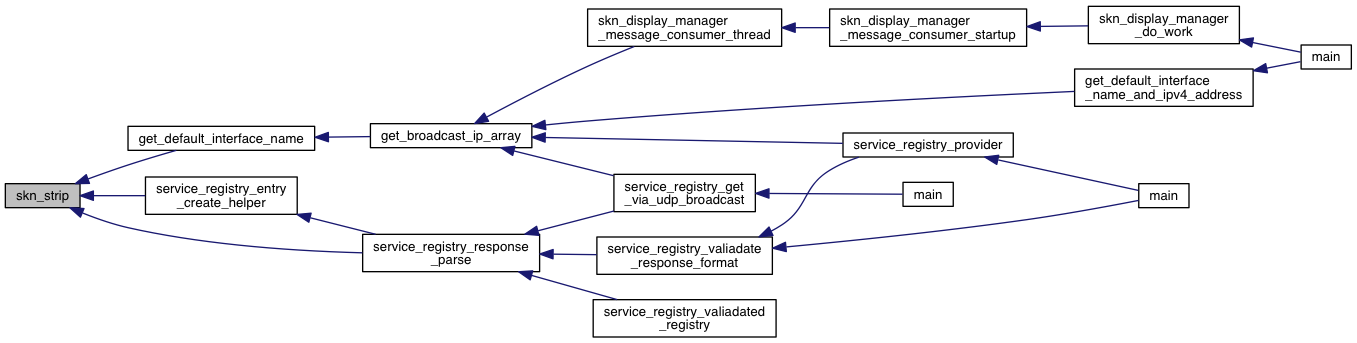 skn_display_manager
_message_consumer_thread
skn_display_manager
_message_consumer_startup
skn_display_manager
_do_work
main
get_default_interface
_name_and_ipv4_address
get_default_interface_name
get_broadcast_ip_array
service_registry_provider
skn_strip
service_registry_entry
_create_helper
service_registry_get
_via_udp_broadcast
main
main
service_registry_response
_parse
service_registry_valiadate
_response_format
service_registry_valiadated
_registry